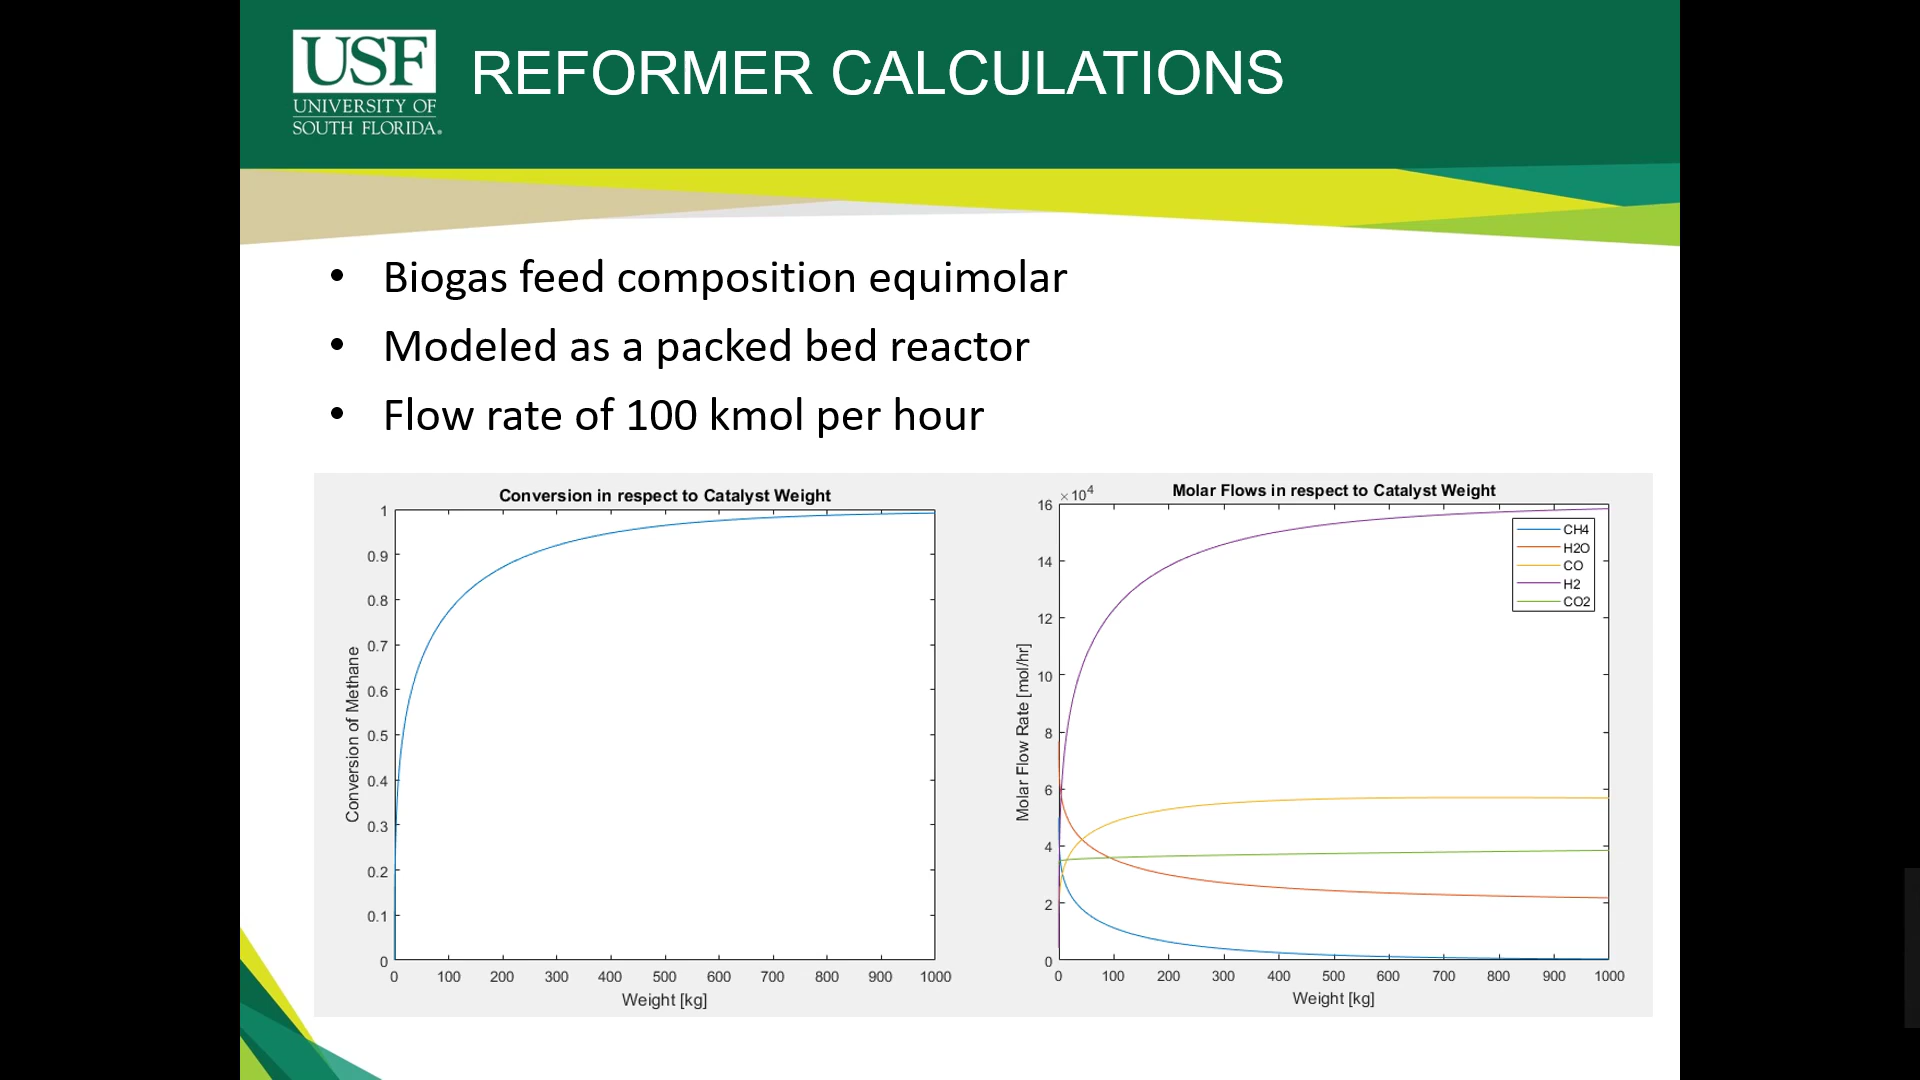 USF
UNIVERSITY OF
SOUTH FLORIDA®
REFORMER CALCULATIONS
• Biogas feed composition equimolar
• Modeled as a packed bed reactor
• Flow rate of 100 kmol per hour
Conversion in respect to Catalyst Weight
1
0.9
0.8
0.7
0.6
0.5
0.4
0.3
0.2
0.1
0
Conversion of Methane
0 100 200 300 400 500 600 700 800 900 1000
Weight [kg]
Molar Flows in respect to Catalyst Weight
×10⁴
16
14
12
10
8
6
4
2
0
Molar Flow Rate [mol/hr]
CH4
H2O
CO
H2
CO2
0 100 200 300 400 500 600 700 800 900 1000
Weight [kg]